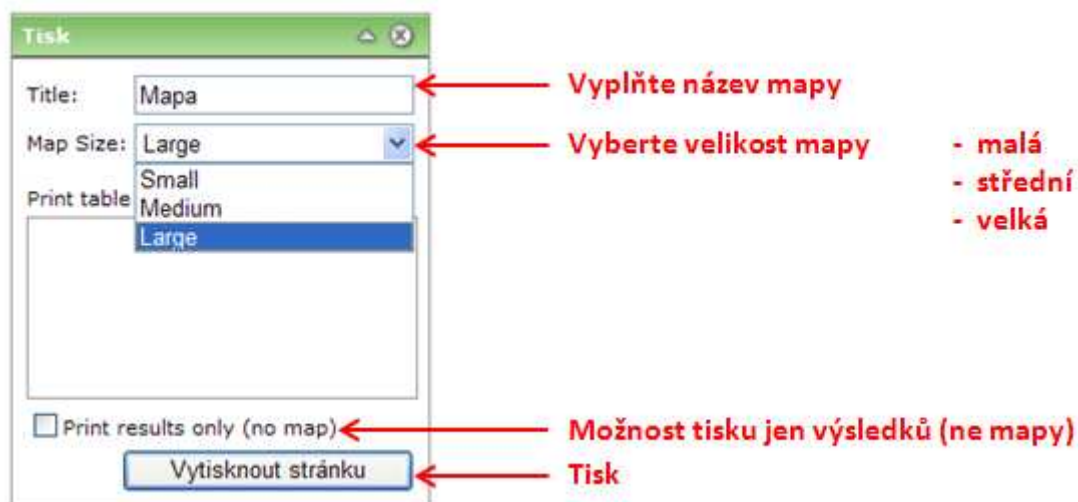 Tisk
Title: Mapa Vyplňte název mapy
Map Size: Large Vyberte velikost mapy - malá
Small - střední
Print table Medium
Large - velká
Print results only (no map) Možnost tisku jen výsledků (ne mapy)
Vytisknout stránku Tisk